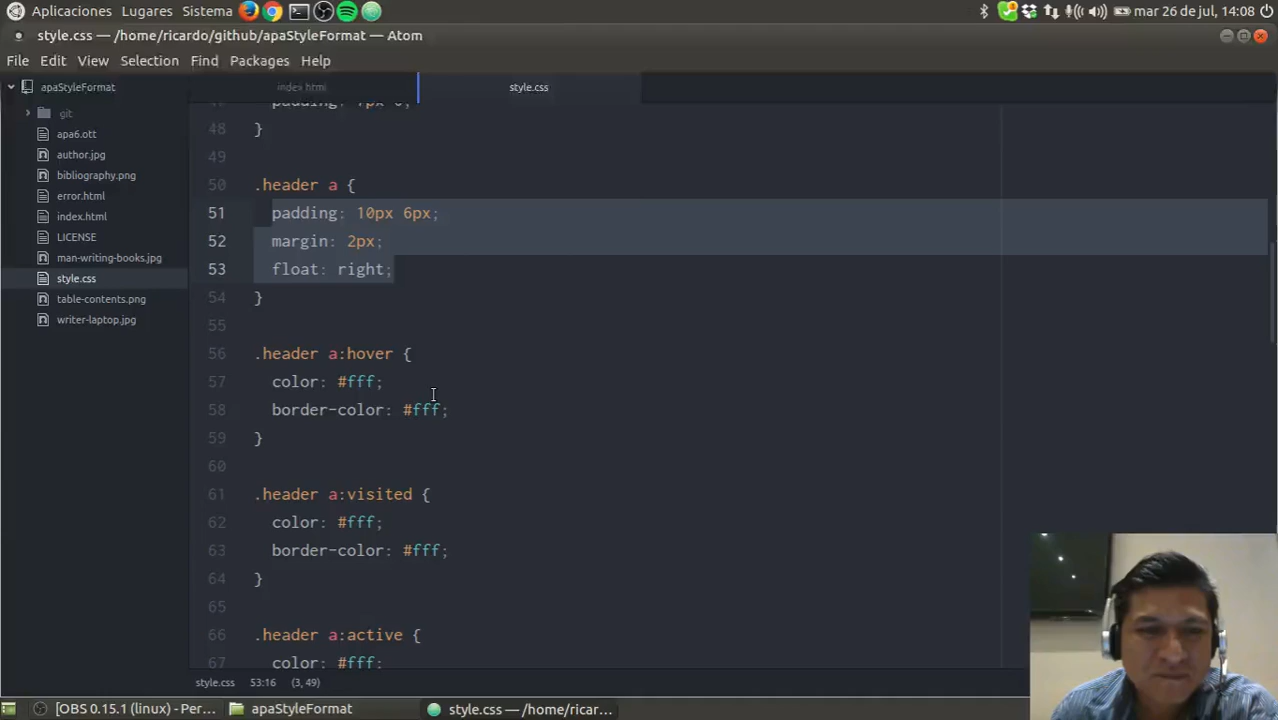 Aplicaciones Lugares Sistema mar 26 de jul, 14:08
style.css — /home/ricardo/github/apaStyleFormat — Atom
File Edit View Selection Find Packages Help
apaStyleFormat
git
apa6.ott
author.jpg
bibliography.png
error.html
index.html
LICENSE
man-writing-books.jpg
style.css
table-contents.png
writer-laptop.jpg
index html style.css
48 }
49
50 .header a {
51 padding: 10px 6px;
52 margin: 2px;
53 float: right;
54 }
55
56 .header a:hover {
57 color: #fff;
58 border-color: #fff;
59 }
60
61 .header a:visited {
62 color: #fff;
63 border-color: #fff;
64 }
65
66 .header a:active {
67 color: #fff;
style.css 53:16 (3, 49)
[OBS 0.15.1 (linux) - Per... apaStyleFormat style.css — /home/ricar...